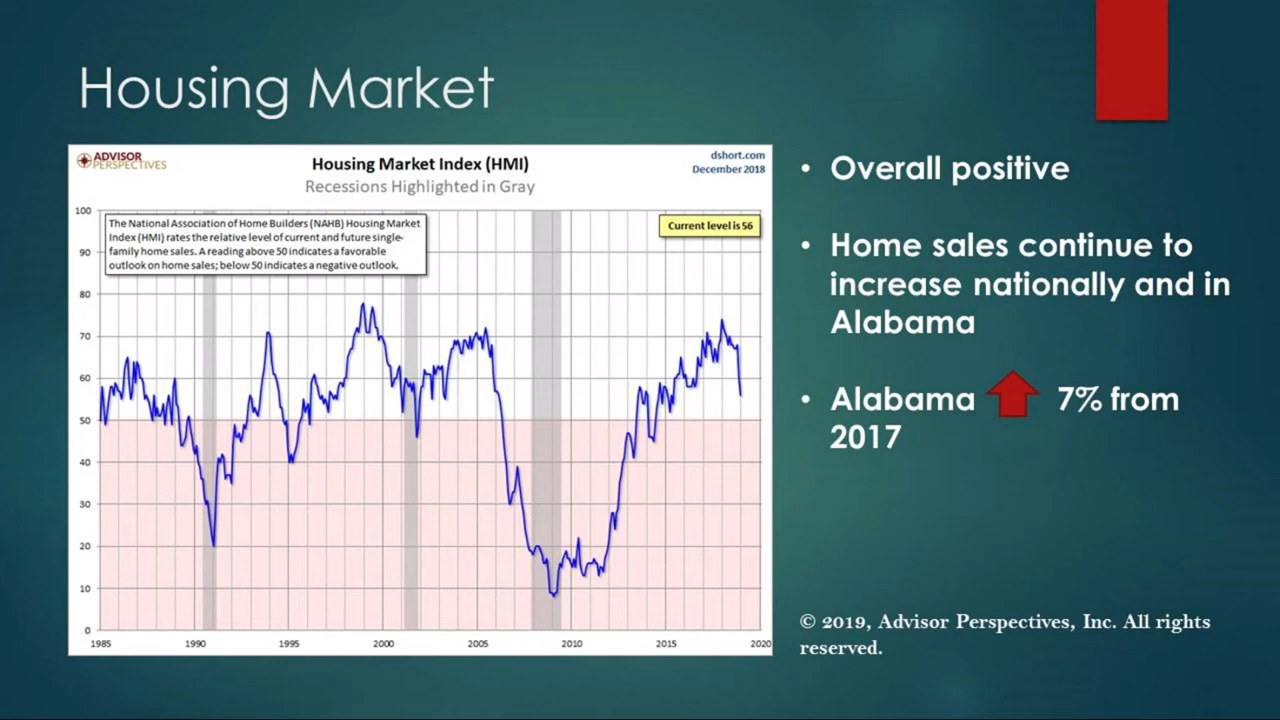 Housing Market
ADVISOR
PERSPECTIVES
Housing Market Index (HMI)
Recessions Highlighted in Gray
dshort.com
December 2018
The National Association of Home Builders (NAHB) Housing Market
Index (HMI) rates the relative level of current and future single-
family home sales. A reading above 50 indicates a favorable
outlook on home sales; below 50 indicates a negative outlook.
Current level is 56
100
90
80
70
60
50
40
30
20
10
0
1985 1990 1995 2000 2005 2010 2015 2020
• Overall positive
• Home sales continue to
increase nationally and in
Alabama
• Alabama 7% from
2017
© 2019, Advisor Perspectives, Inc. All rights
reserved.